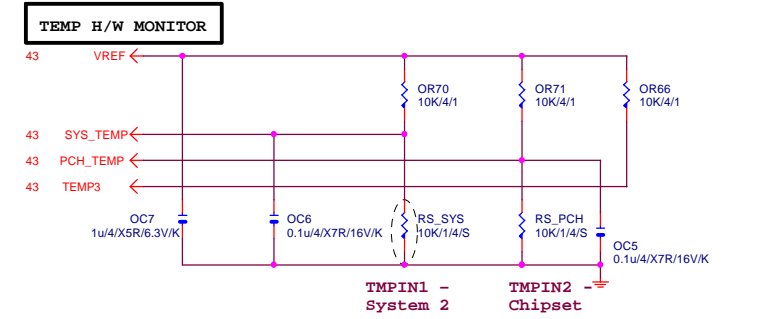 TEMP H/W MONITOR
43 VREF
OR70
10K/4/1
OR71
10K/4/1
OR66
10K/4/1
43 SYS_TEMP
43 PCH_TEMP
43 TEMP3
OC7
1u/4/X5R/6.3V/K
OC6
0.1u/4/X7R/16V/K
RS_SYS
10K/1/4/S
RS_PCH
10K/1/4/S
OC5
0.1u/4/X7R/16V/K
TMPIN1 -
System 2
TMPIN2 -
Chipset